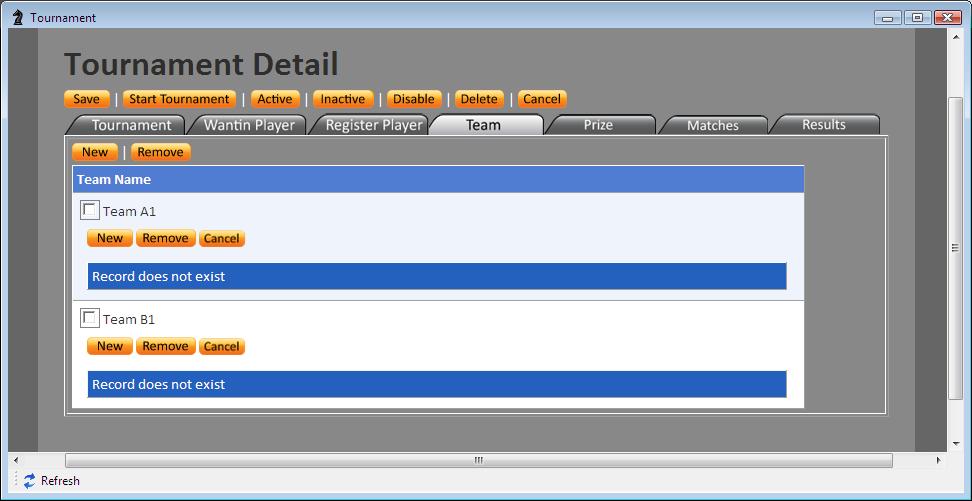 Tournament
Tournament Detail
Save | Start Tournament | Active | Inactive | Disable | Delete | Cancel
Tournament Wantin Player Register Player Team Prize Matches Results
New | Remove
Team Name
Team A1
New Remove Cancel
Record does not exist
Team B1
New Remove Cancel
Record does not exist
Refresh